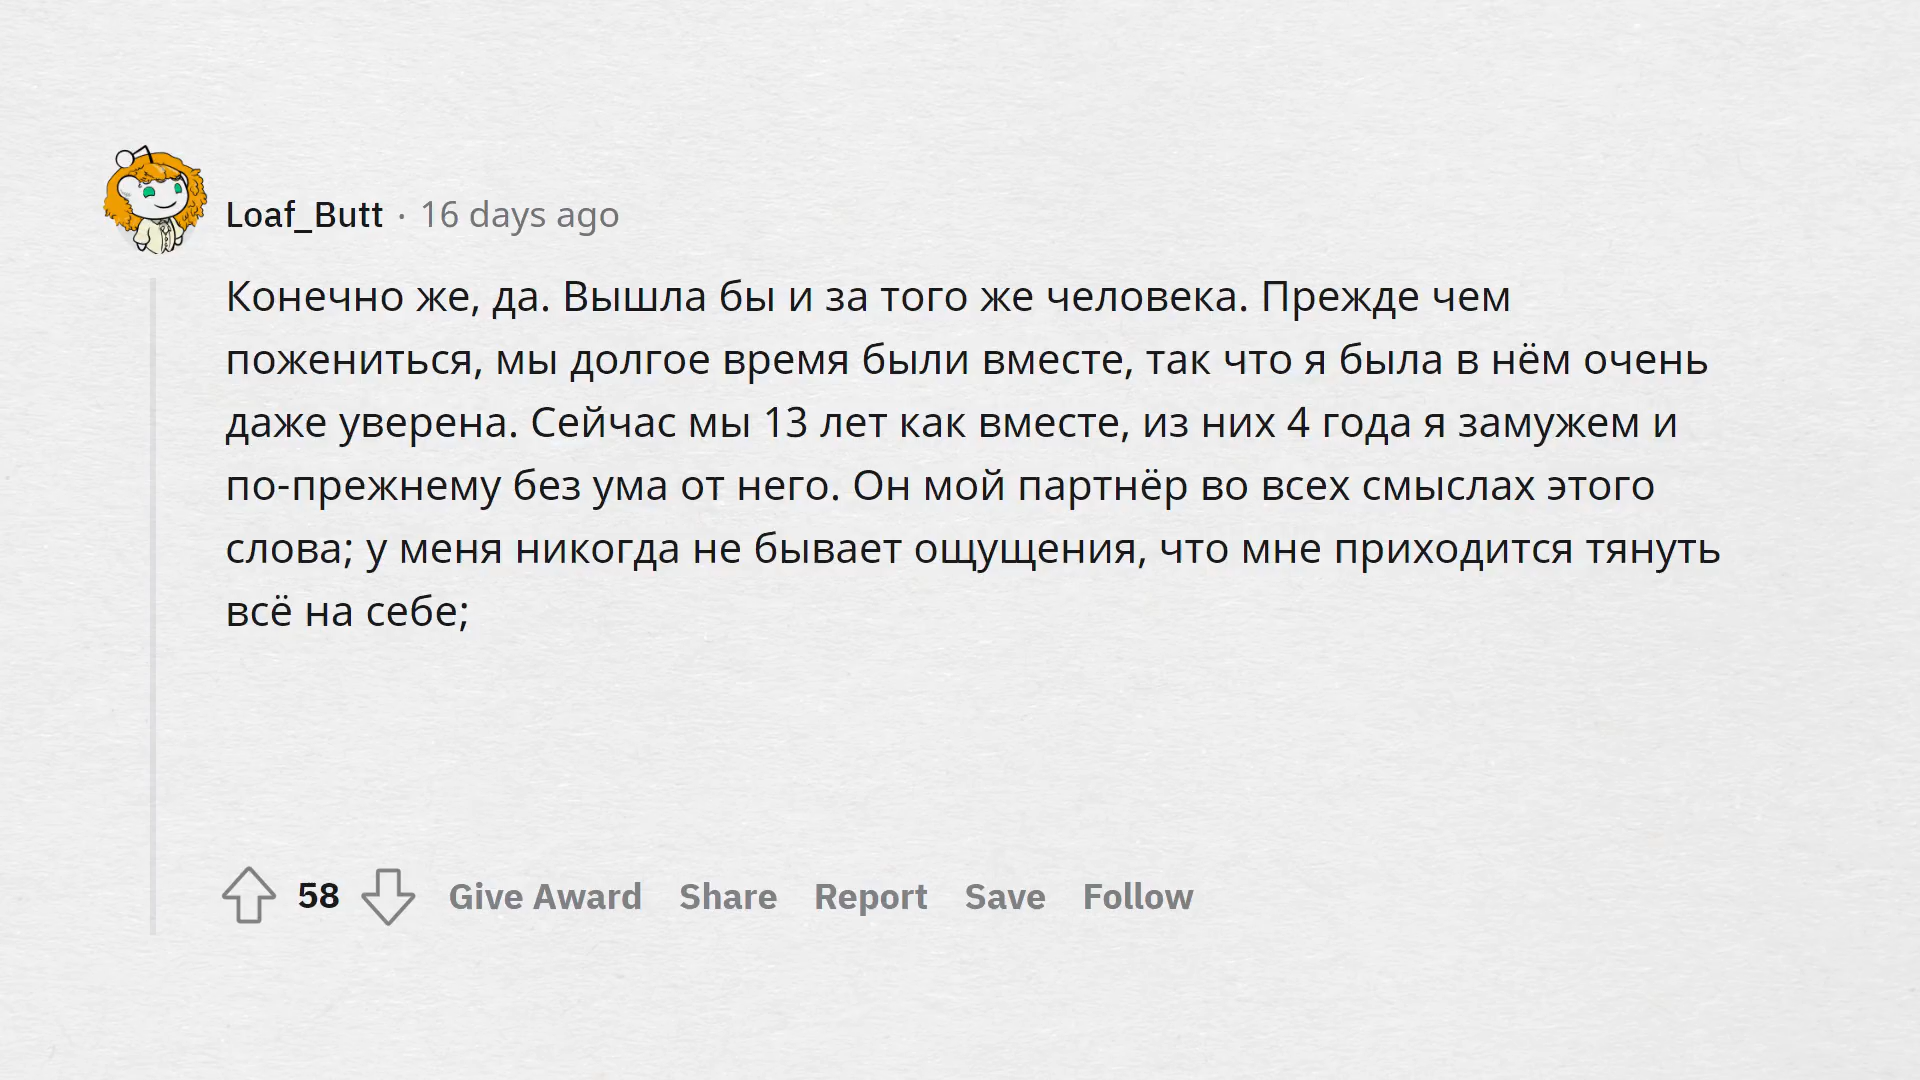 Loaf_Butt · 16 days ago
Конечно же, да. Вышла бы и за того же человека. Прежде чем
пожениться, мы долгое время были вместе, так что я была в нём очень
даже уверена. Сейчас мы 13 лет как вместе, из них 4 года я замужем и
по-прежнему без ума от него. Он мой партнёр во всех смыслах этого
слова; у меня никогда не бывает ощущения, что мне приходится тянуть
всё на себе;
58 Give Award Share Report Save Follow